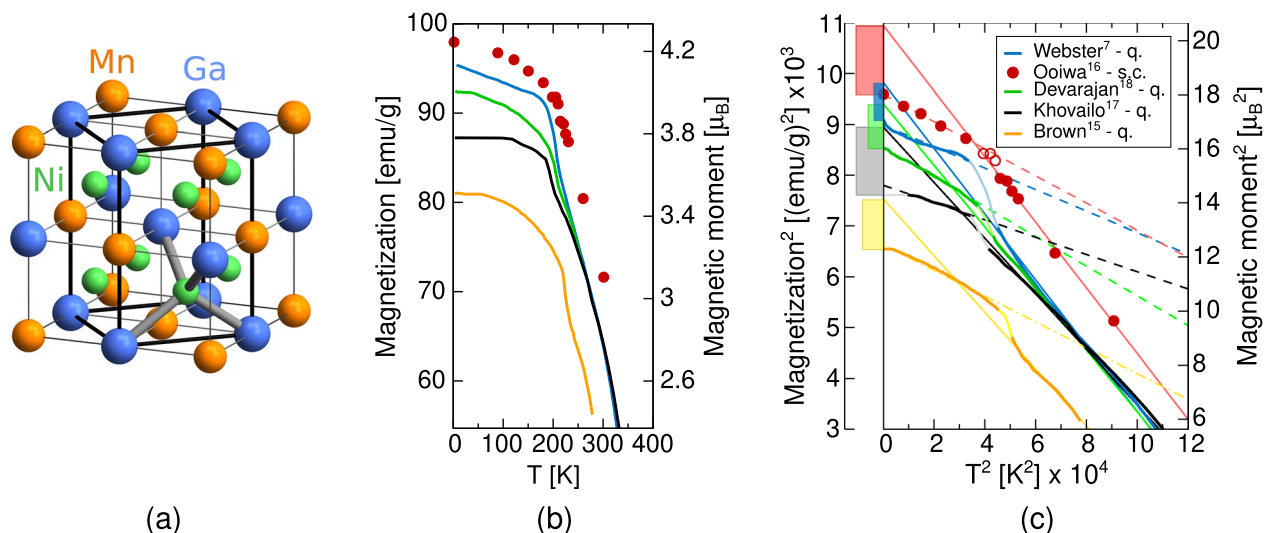 Mn
Ga
Ni
(a)
Magnetization [emu/g]
100
90
80
70
60
0
100
200
300
400
T [K]
4.2
3.8
3.4
3
2.6
Magnetic moment [μB]
(b)
Magnetization² [(emu/g)²] x10³
11
10
9
8
7
6
5
4
3
0
2
4
6
8
10
12
T² [K²] x 10⁴
20
18
16
14
12
10
8
6
Magnetic moment² [μB²]
Webster⁷ - q.
Ooiwa¹⁶ - s.c.
Devarajan¹⁸ - q.
Khovailo¹⁷ - q.
Brown¹⁵ - q.
(c)